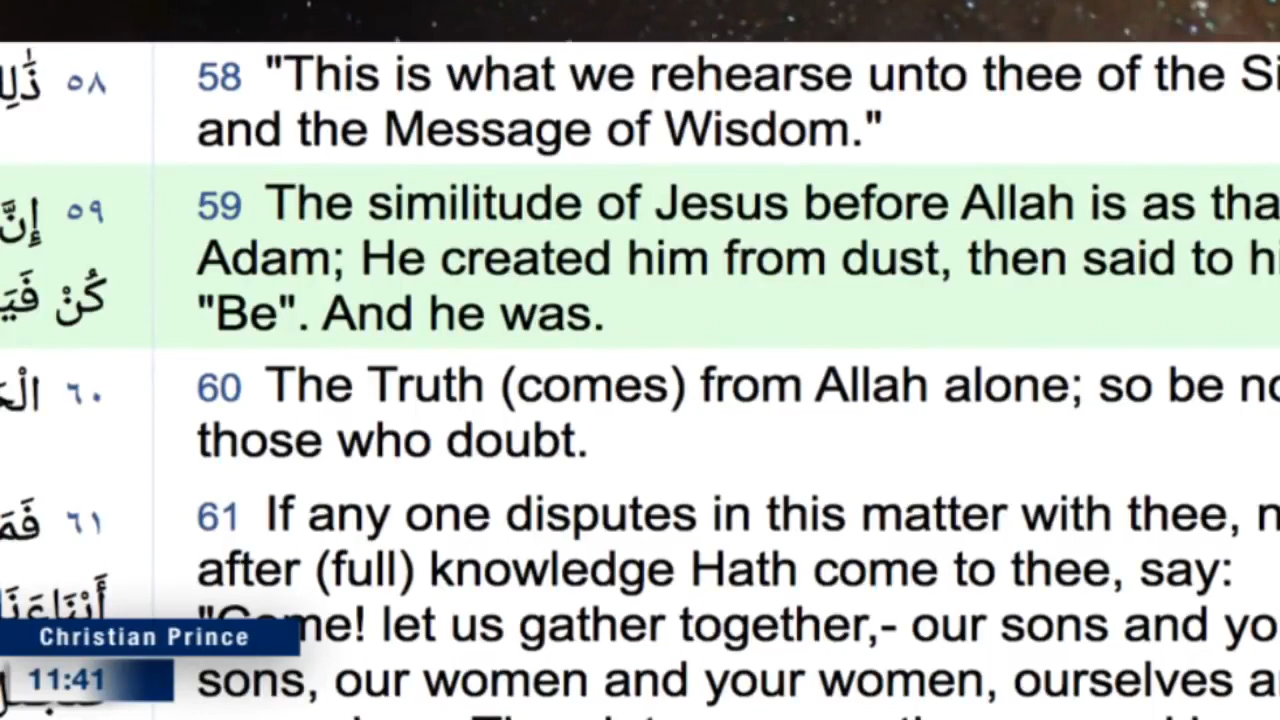 ذَٰلِ ٥٨ 58 "This is what we rehearse unto thee of the
and the Message of Wisdom."
إِنَّ ٥٩ 59 The similitude of Jesus before Allah is as
Adam; He created him from dust, then said to
كُنْ 
"Be". And he was.
٦٠ 60 The Truth (comes) from Allah alone; so be
those who doubt.
٦١ 61 If any one disputes in this matter with thee,
after (full) knowledge Hath come to thee, say:
"Come! let us gather together,- our sons and
Christian Prince
11:41
sons, our women and your women, ourselves